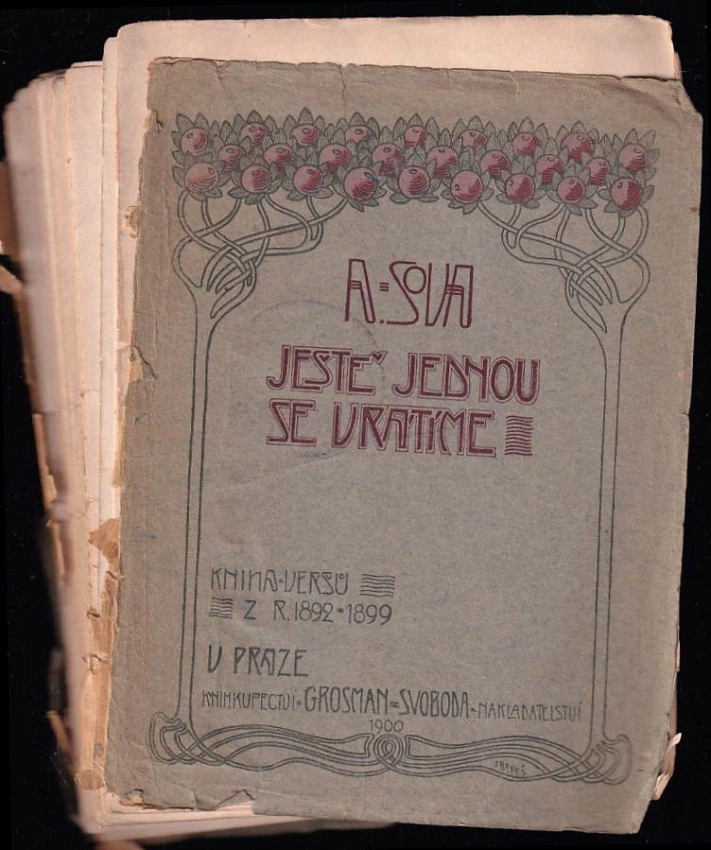 A. SOVA
JEŠTĚ JEDNOU
SE VRÁTÍME
KNIHA VERŠŮ
Z R. 1892-1899
V PRAZE
KNIHKUPECTVÍ-GROSMAN=SVOBODA-NAKLADATELSTVÍ
1900